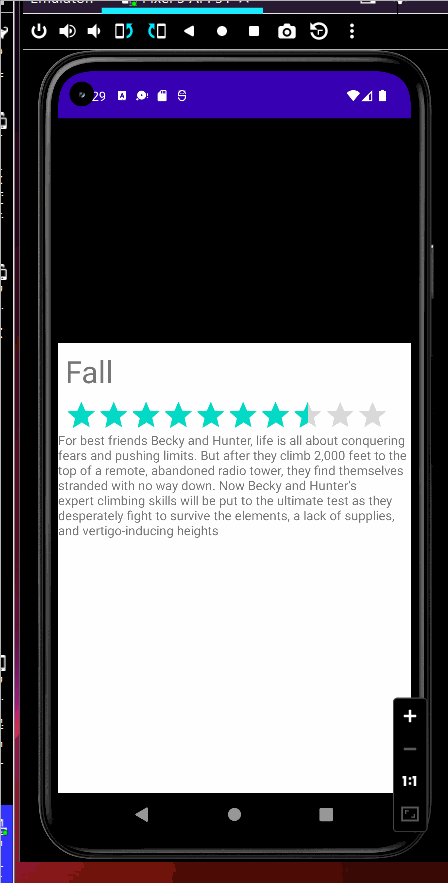 29
Fall
For best friends Becky and Hunter, life is all about conquering
fears and pushing limits. But after they climb 2,000 feet to the
top of a remote, abandoned radio tower, they find themselves
stranded with no way down. Now Becky and Hunter's
expert climbing skills will be put to the ultimate test as they
desperately fight to survive the elements, a lack of supplies,
and vertigo-inducing heights
1:1